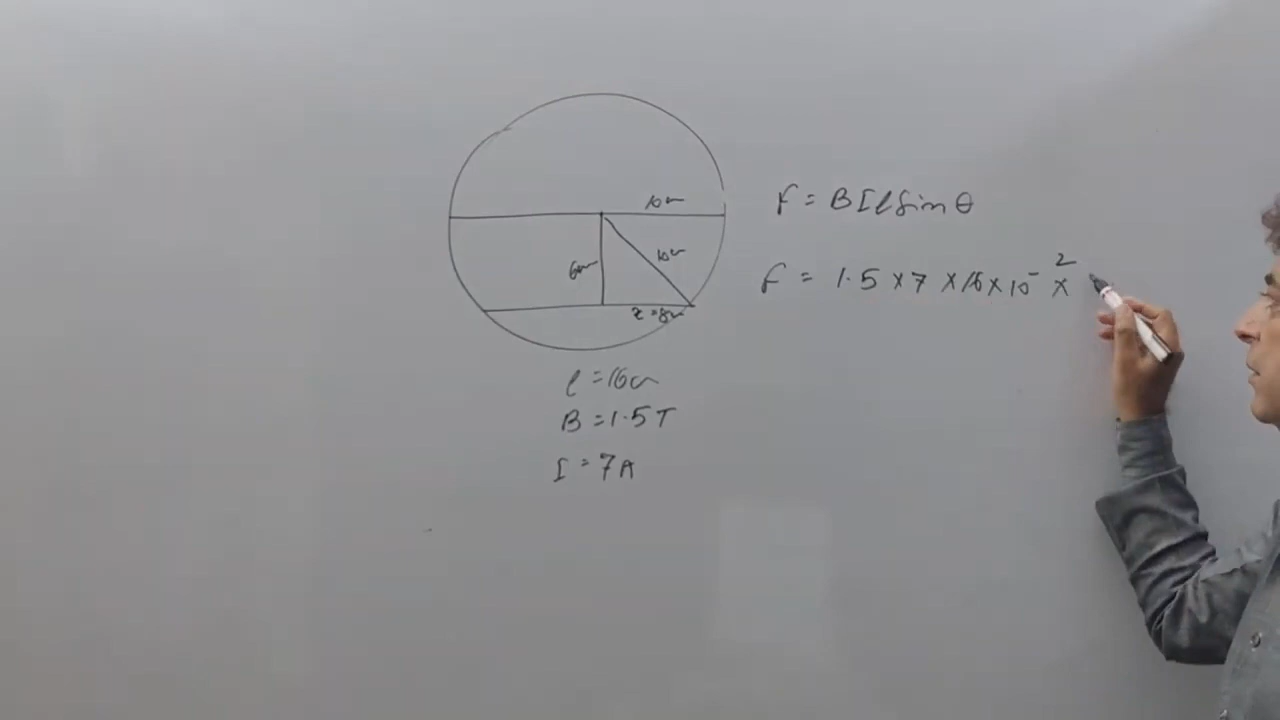 10cm
F = BIl Sin θ
10cm
6cm
F = 1.5 × 7 × 16 × 10⁻² ×
x = 8cm
l = 16cm
B = 1.5 T
I = 7A